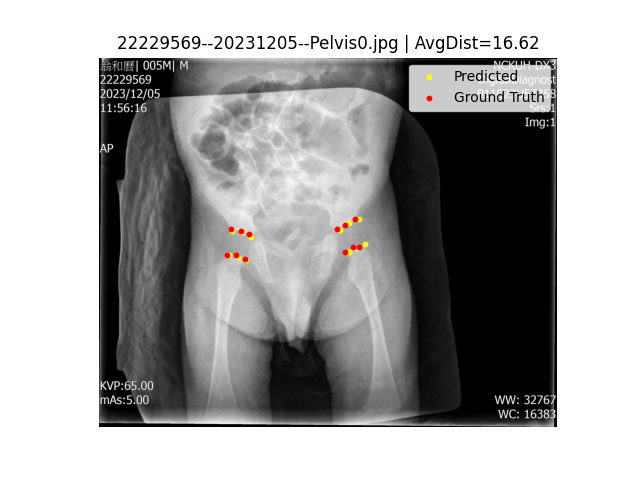 22229569--20231205--Pelvis0.jpg | AvgDist=16.62
| 005M| M
22229569
2023/12/05
11:56:16
AP
NCKUH DX3
Predicted
Ground Truth
Srs:1
Img:1
KVP:65.00
mAs:5.00
WW: 32767
WC: 16383